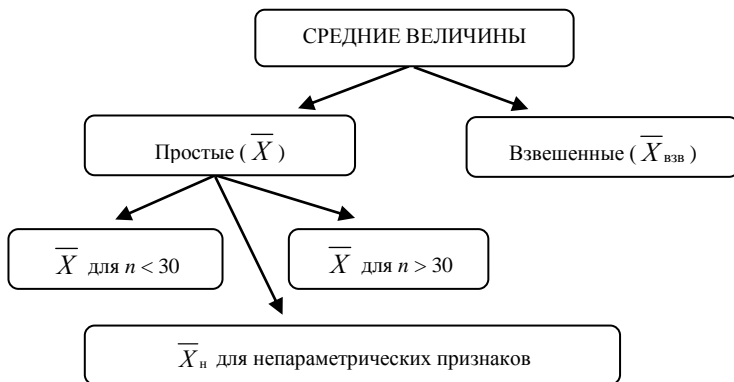 СРЕДНИЕ ВЕЛИЧИНЫ
Простые ( X̅ )
Взвешенные ( X̅ взв )
X̅ для n < 30
X̅ для n > 30
X̅ н для непараметрических признаков